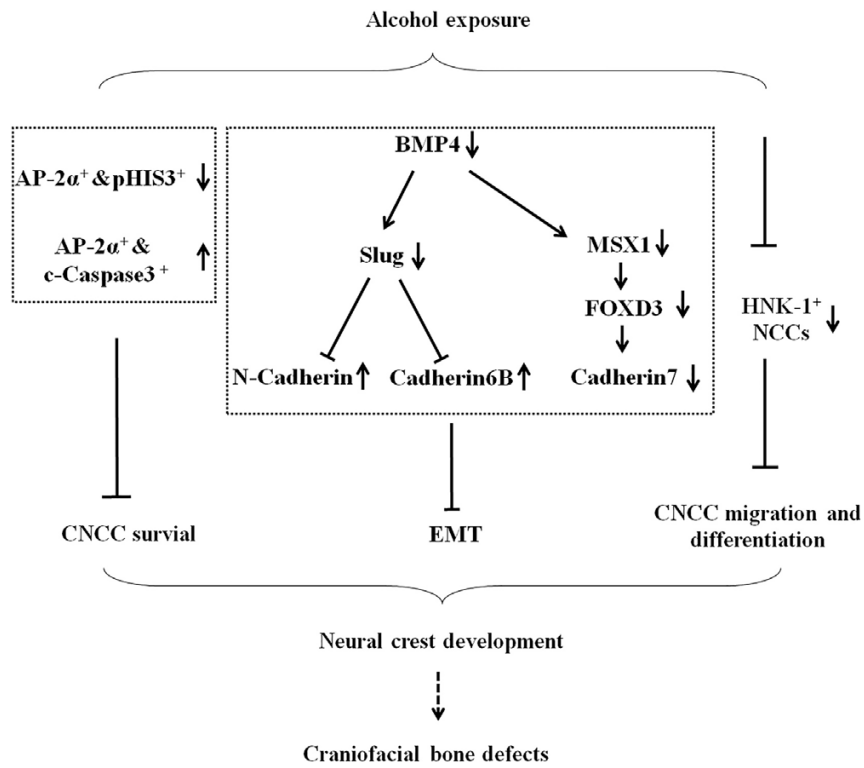 Alcohol exposure
BMP4
AP-2α⁺ &pHIS3⁺
AP-2α⁺ &
c-Caspase3 ⁺
Slug
MSX1
FOXD3
N-Cadherin
Cadherin6B
Cadherin7
HNK-1⁺
NCCs
CNCC survial
EMT
CNCC migration and
differentiation
Neural crest development
Craniofacial bone defects